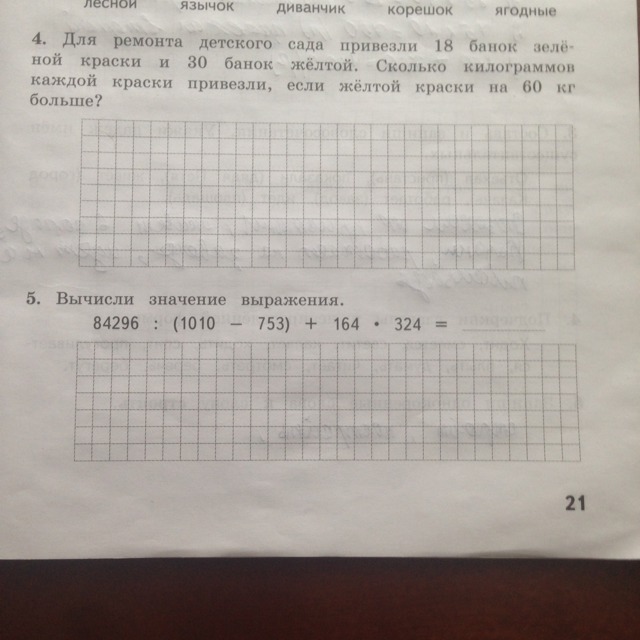 лесной язычок диванчик корешок ягодные
4. Для ремонта детского сада привезли 18 банок зелё-
ной краски и 30 банок жёлтой. Сколько килограммов
каждой краски привезли, если жёлтой краски на 60 кг
больше?
5. Вычисли значение выражения.
84296 : (1010 − 753) + 164 · 324 = ______
21